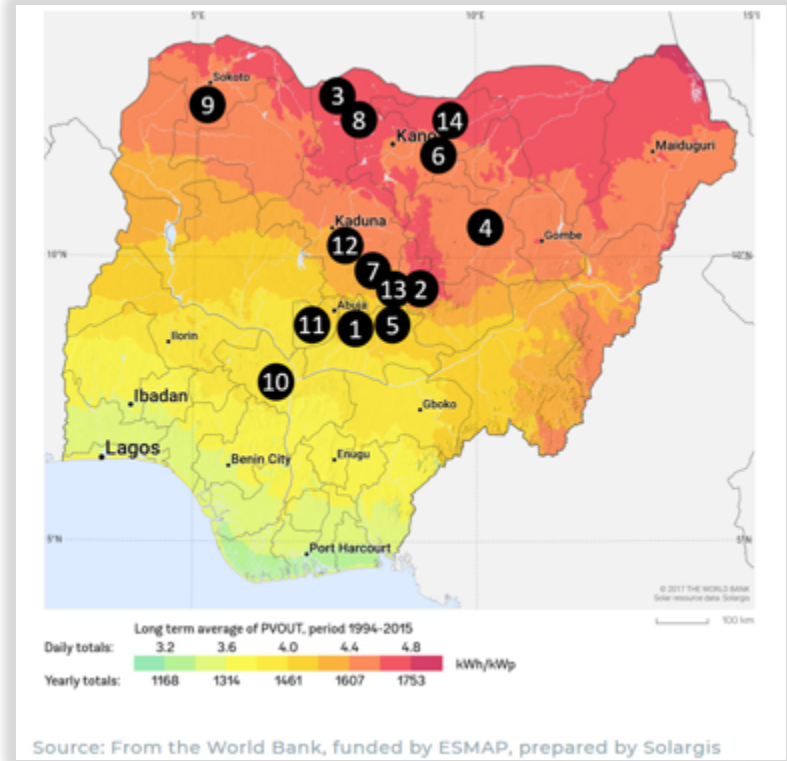 5°E 10°E 15°E
Sokoto
9
3
8
14
Kano
6
Maiduguri
4
Kaduna
Gombe
12
10°N
7
13 2
Abuja
11 1 5
Ilorin
10
Ibadan
Gboko
Lagos
Benin City
Enugu
5°N 5°N
Port Harcourt
© 2017 THE WORLD BANK
Solar resource data: Solargis
100 km
Long term average of PVOUT, period 1994-2015
Daily totals: 3.2 3.6 4.0 4.4 4.8
kWh/kWp
Yearly totals: 1168 1314 1461 1607 1753
Source: From the World Bank, funded by ESMAP, prepared by Solargis